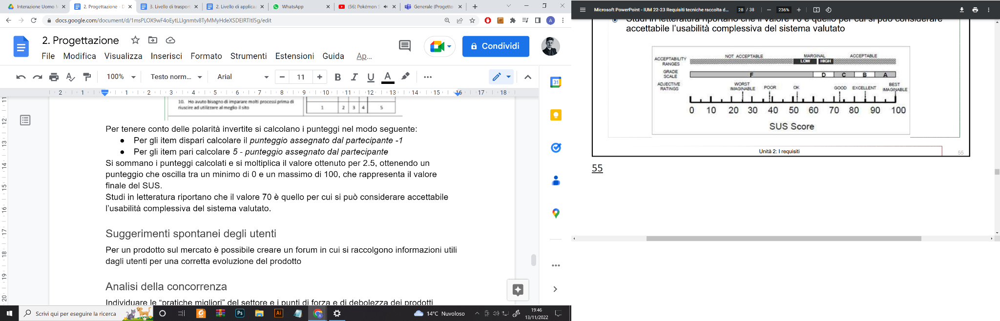 Interazione Uomo M
2. Progettazione - D
3. Livello di trasport
2. Livello di applica
WhatsApp
(56) Pokémon S
Generale (Progetto
docs.google.com/document/d/1msPLOX9wF4oEytLLIgnmtv8TyMMyHdeXSDEIRTItI5g/edit
A
2. Progettazione
File Modifica Visualizza Inserisci Formato Strumenti Estensioni Guida Ap...
Condividi
100% Testo norm... Arial 11 B I U A
2 1 1 2 3 4 5 6 7 8 9 10 11 12 13 14 15 16 17 18
11
12
13
14
15
16
17
18
19
20
31
10. Ho avuto bisogno di imparare molti processi prima di
riuscire ad utilizzare al meglio il sito
1 2 3 4 5
Per tenere conto delle polarità invertite si calcolano i punteggi nel modo seguente:
● Per gli item dispari calcolare il punteggio assegnato dal partecipante -1
● Per gli item pari calcolare 5 - punteggio assegnato dal partecipante
Si sommano i punteggi calcolati e si moltiplica il valore ottenuto per 2.5, ottenendo un
punteggio che oscilla tra un minimo di 0 e un massimo di 100, che rappresenta il valore
finale del SUS.
Studi in letteratura riportano che il valore 70 è quello per cui si può considerare accettabile
l'usabilità complessiva del sistema valutato.
Suggerimenti spontanei degli utenti
Per un prodotto sul mercato è possibile creare un forum in cui si raccolgono informazioni utili
dagli utenti per una corretta evoluzione del prodotto
Analisi della concorrenza
Individuare le “pratiche migliori” del settore e i punti di forza e di debolezza dei prodotti
Scrivi qui per eseguire la ricerca
Ps
Ai
14°C Nuvoloso
19:46
13/11/2022
Microsoft PowerPoint - IUM 22-23 Requisiti tecniche raccolta d...
28 / 38
236%
Studi in letteratura riportano che il valore 70 è quello per cui si può considerare
accettabile l'usabilità complessiva del sistema valutato
ACCEPTABILITY
RANGES
NOT ACCEPTABLE
MARGINAL
LOW HIGH
ACCEPTABLE
GRADE
SCALE
F D C B A
ADJECTIVE
RATINGS
WORST
IMAGINABLE
POOR
OK
GOOD
EXCELLENT
BEST
IMAGINABLE
0 10 20 30 40 50 60 70 80 90 100
SUS Score
Unità 2: I requisiti
55
55